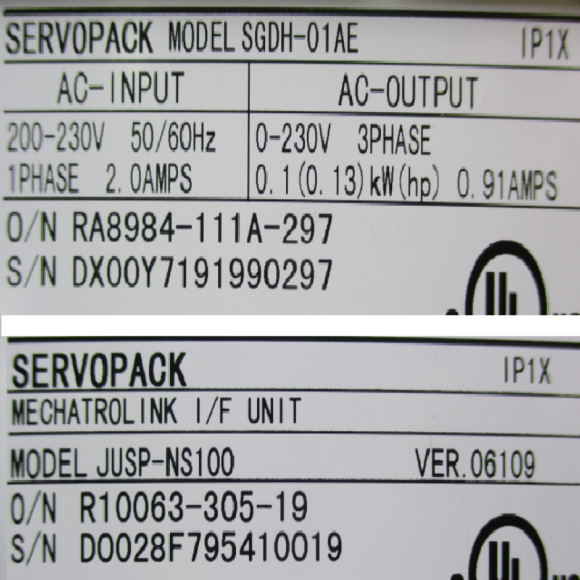 SERVOPACK MODEL SGDH-01AE IP1X
AC-INPUT AC-OUTPUT
200-230V 50/60Hz 0-230V 3PHASE
1PHASE 2.0AMPS 0.1(0.13)kW(hp) 0.91AMPS
O/N RA8984-111A-297
S/N DX00Y7191990297
SERVOPACK IP1X
MECHATROLINK I/F UNIT
MODEL JUSP-NS100 VER.06109
O/N R10063-305-19
S/N D0028F795410019